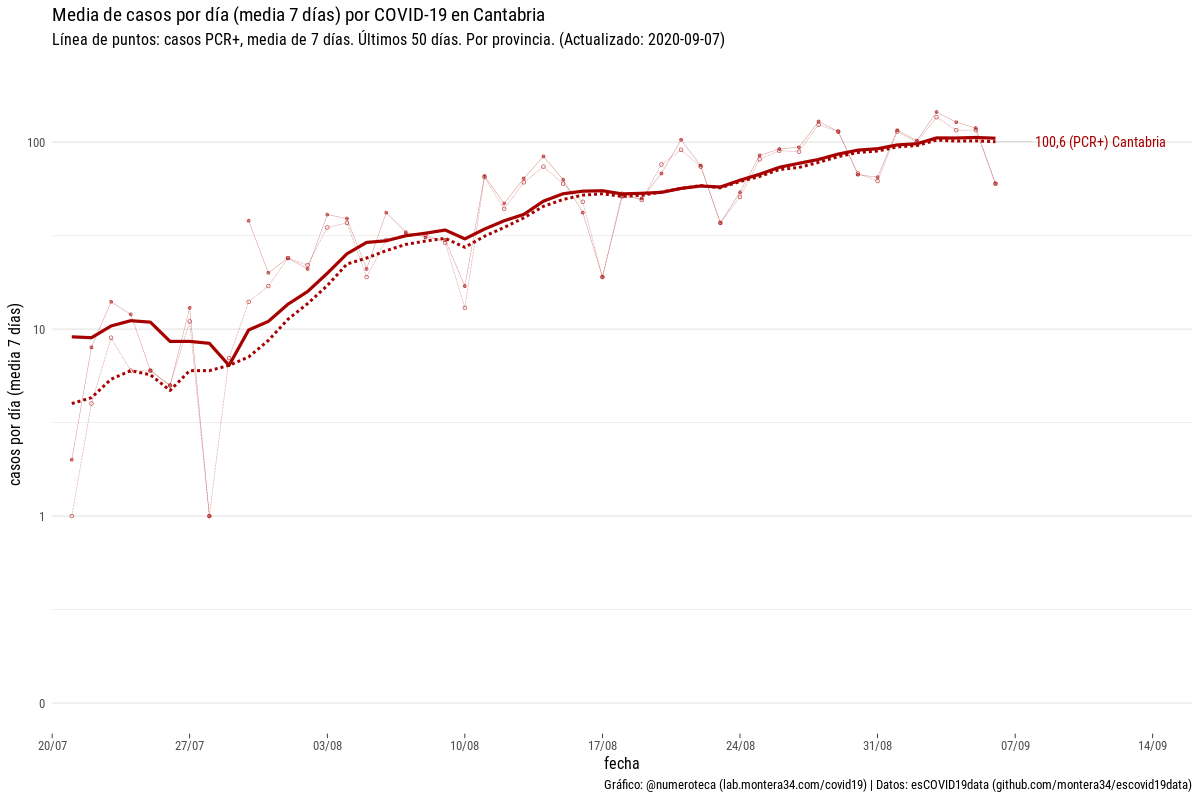 Media de casos por día (media 7 días) por COVID-19 en Cantabria
Línea de puntos: casos PCR+, media de 7 días. Últimos 50 días. Por provincia. (Actualizado: 2020-09-07)
casos por día (media 7 días)
100
10
1
0
100,6 (PCR+) Cantabria
20/07
27/07
03/08
10/08
17/08
24/08
31/08
07/09
14/09
fecha
Gráfico: @numeroteca (lab.montera34.com/covid19) | Datos: esCOVID19data (github.com/montera34/escovid19data)